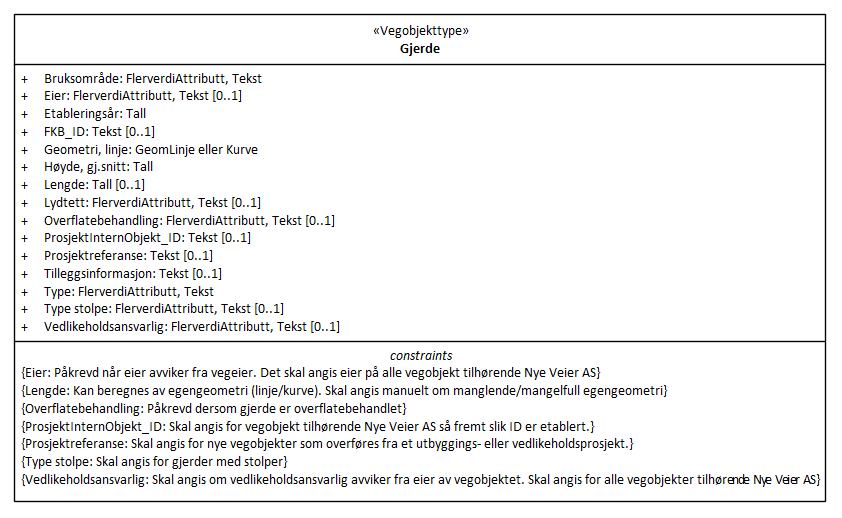 «Vegobjekttype»
Gjerde
+ Bruksområde: FlerverdiAttributt, Tekst
+ Eier: FlerverdiAttributt, Tekst [0..1]
+ Etableringsår: Tall
+ FKB_ID: Tekst [0..1]
+ Geometri, linje: GeomLinje eller Kurve
+ Høyde, gj.snitt: Tall
+ Lengde: Tall [0..1]
+ Lydtett: FlerverdiAttributt, Tekst [0..1]
+ Overflatebehandling: FlerverdiAttributt, Tekst [0..1]
+ ProsjektInternObjekt_ID: Tekst [0..1]
+ Prosjektreferanse: Tekst [0..1]
+ Tilleggsinformasjon: Tekst [0..1]
+ Type: FlerverdiAttributt, Tekst
+ Type stolpe: FlerverdiAttributt, Tekst [0..1]
+ Vedlikeholdsansvarlig: FlerverdiAttributt, Tekst [0..1]
constraints
{Eier: Påkrevd når eier avviker fra vegeier. Det skal angis eier på alle vegobjekt tilhørende Nye Veier AS}
{Lengde: Kan beregnes av egengeometri (linje/kurve). Skal angis manuelt om manglende/mangelfull egengeometri}
{Overflatebehandling: Påkrevd dersom gjerde er overflatebehandlet}
{ProsjektInternObjekt_ID: Skal angis for vegobjekt tilhørende Nye Veier AS så fremt slik ID er etablert.}
{Prosjektreferanse: Skal angis for nye vegobjekter som overføres fra et utbyggings- eller vedlikeholdsprosjekt.}
{Type stolpe: Skal angis for gjerder med stolper}
{Vedlikeholdsansvarlig: Skal angis om vedlikeholdsansvarlig avviker fra eier av vegobjektet. Skal angis for alle vegobjekter tilhørende Nye Veier AS}